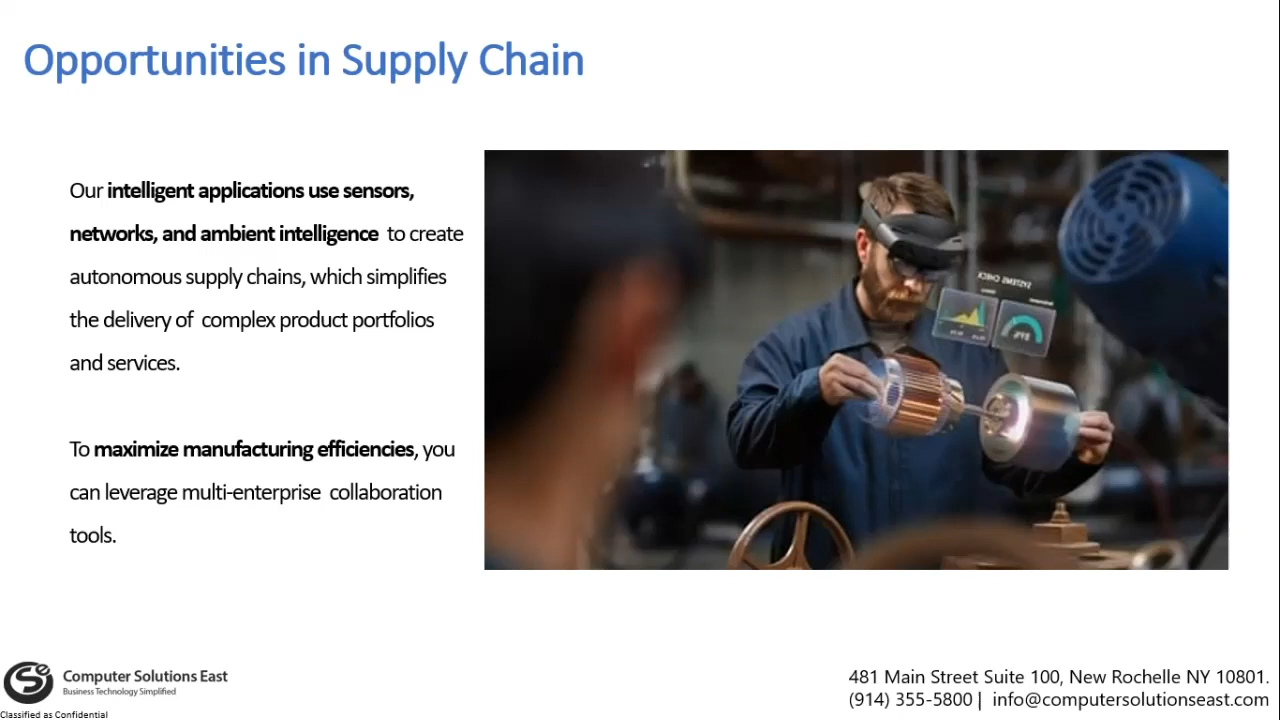 Opportunities in Supply Chain
Our intelligent applications use sensors,
networks, and ambient intelligence to create
autonomous supply chains, which simplifies
the delivery of complex product portfolios
and services.
To maximize manufacturing efficiencies, you
can leverage multi-enterprise collaboration
tools.
SYSTEMS CHECK
Computer Solutions East
Business Technology Simplified
Classified as Confidential
481 Main Street Suite 100, New Rochelle NY 10801.
(914) 355-5800 | info@computersolutionseast.com